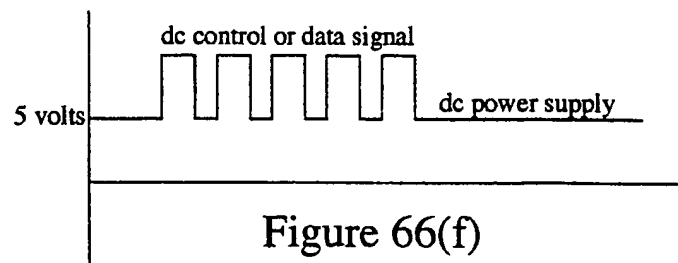 dc control or data signal
5 volts
dc power supply
Figure 66(f)